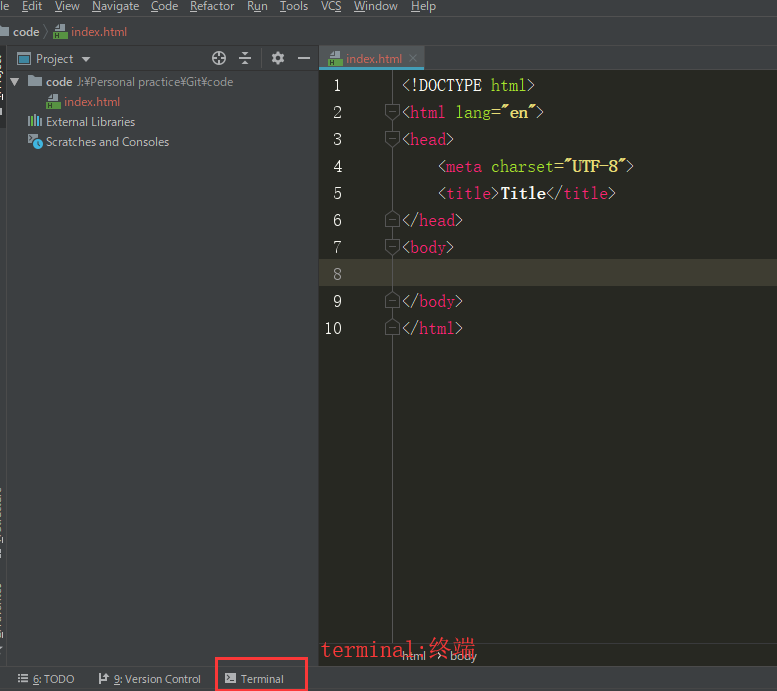 le Edit View Navigate Code Refactor Run Tools VCS Window Help
code index.html
Project
index.html
code J:¥Personal practice¥Git¥code
index.html
External Libraries
Scratches and Consoles
1 <!DOCTYPE html>
2 <html lang="en">
3 <head>
4 <meta charset="UTF-8">
5 <title>Title</title>
6 </head>
7 <body>
8
9 </body>
10 </html>
terminal:终端
html › body
6: TODO 9: Version Control Terminal